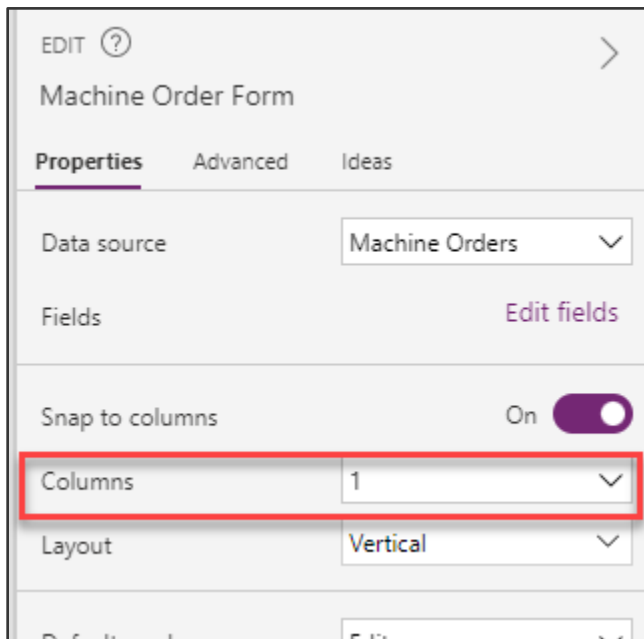 EDIT ?
Machine Order Form
Properties Advanced Ideas
Data source Machine Orders
Fields Edit fields
Snap to columns On
Columns 1
Layout Vertical